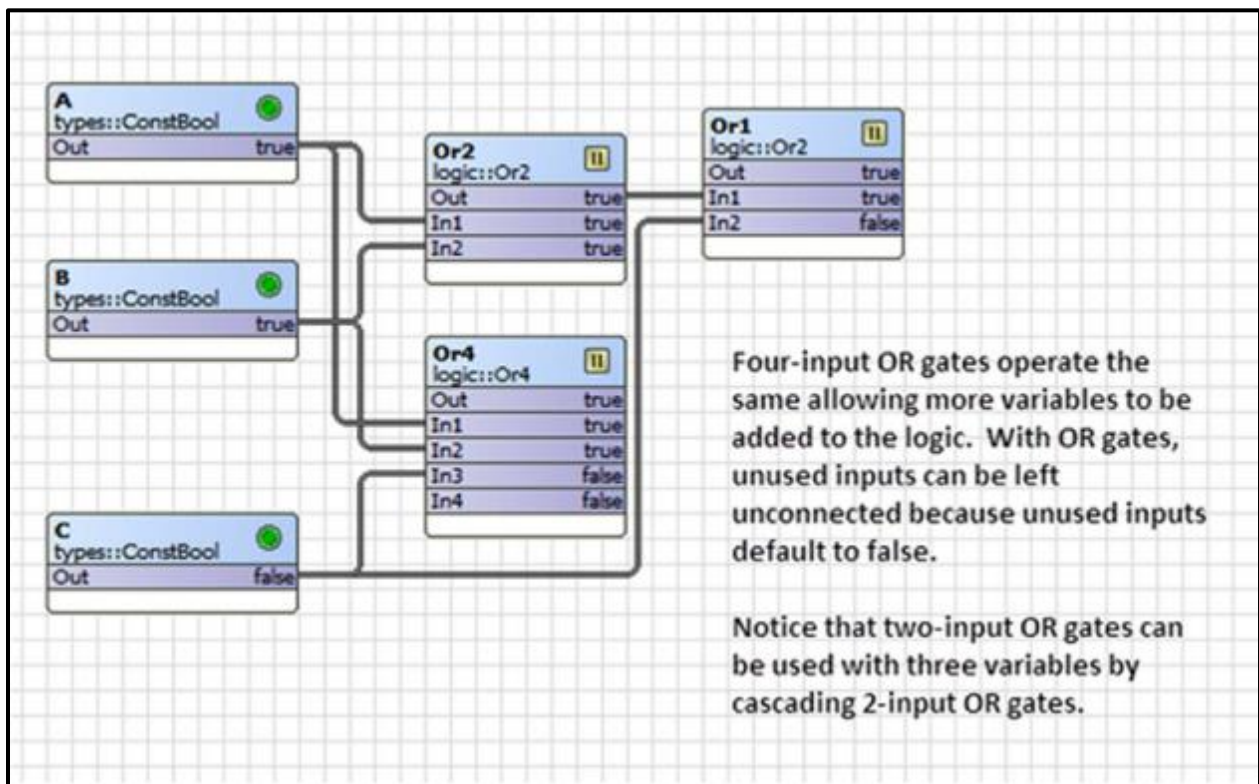 A
types::ConstBool
Out true
Or2
logic::Or2
Out true
In1 true
In2 true
Or1
logic::Or2
Out true
In1 true
In2 false
B
types::ConstBool
Out true
Or4
logic::Or4
Out true
In1 true
In2 true
In3 false
In4 false
C
types::ConstBool
Out false
Four-input OR gates operate the
same allowing more variables to be
added to the logic. With OR gates,
unused inputs can be left
unconnected because unused inputs
default to false.
Notice that two-input OR gates can
be used with three variables by
cascading 2-input OR gates.